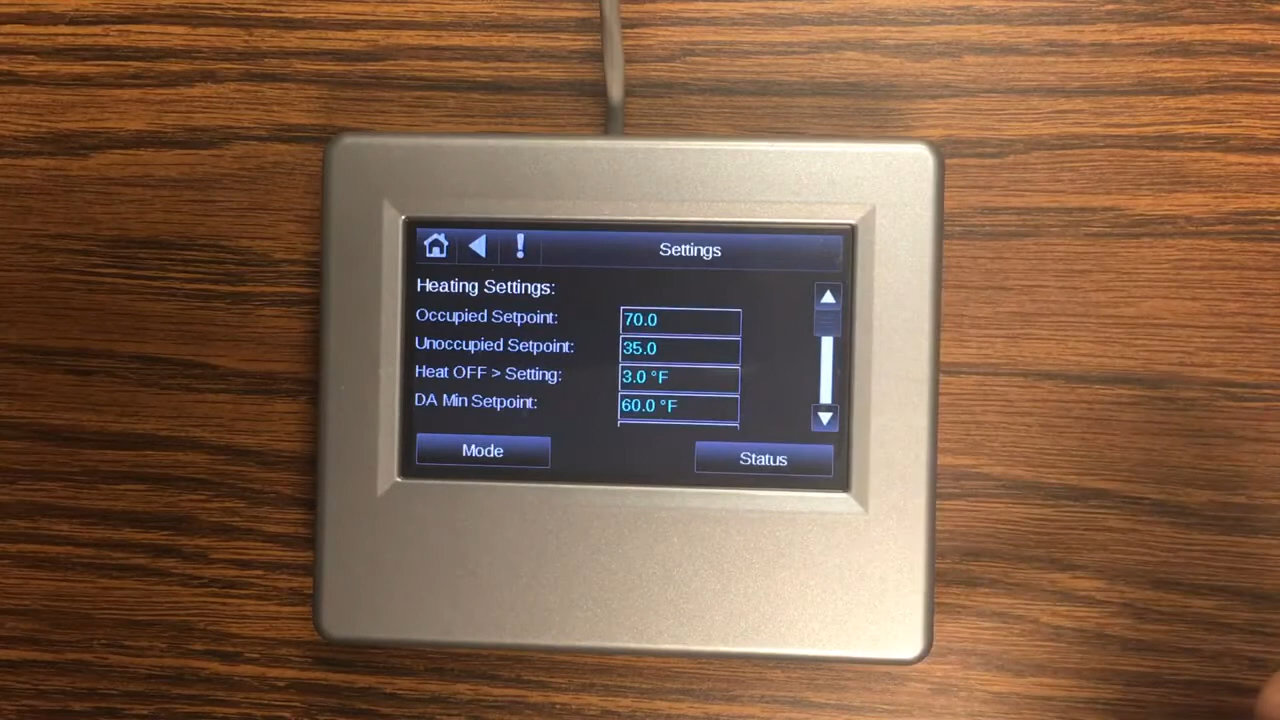 Settings
Heating Settings:
Occupied Setpoint: 70.0
Unoccupied Setpoint: 35.0
Heat OFF > Setting: 3.0 °F
DA Min Setpoint: 60.0 °F
Mode Status